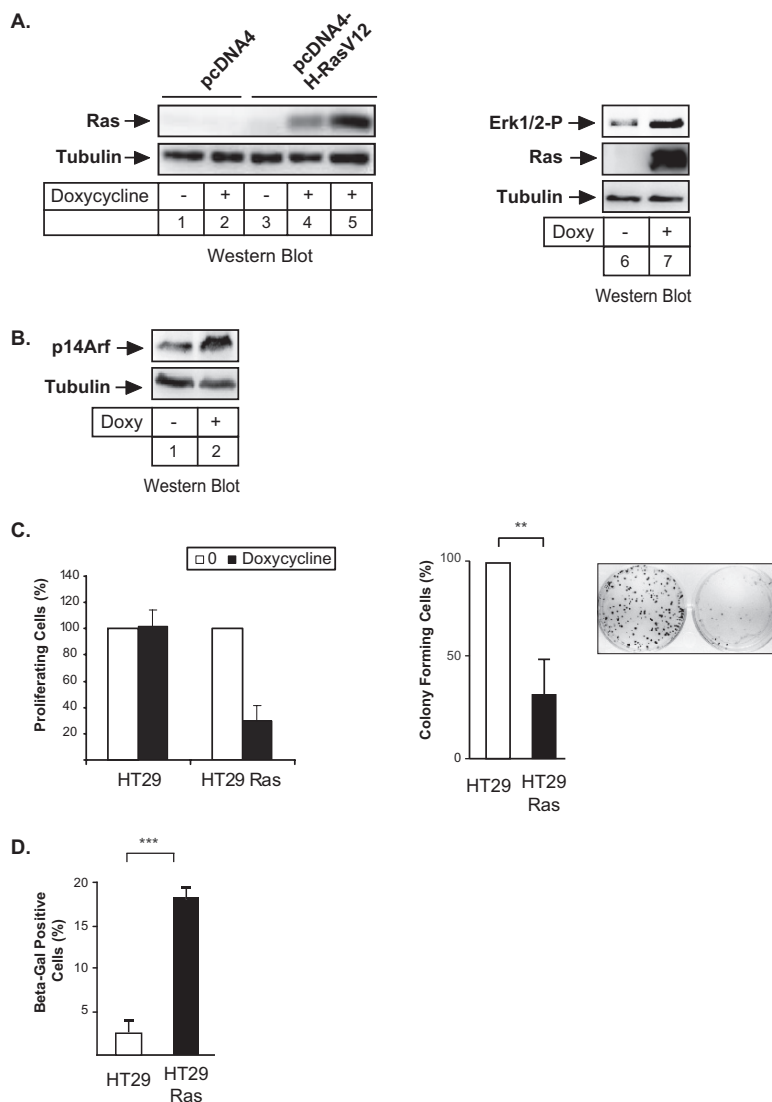 A.
pcDNA4
pcDNA4-
H-RasV12
Ras
Tubulin
Doxycycline - + - + +
1 2 3 4 5
Western Blot
Erk1/2-P
Ras
Tubulin
Doxy - +
6 7
Western Blot
B.
p14Arf
Tubulin
Doxy - +
1 2
Western Blot
C.
0 Doxycycline
Proliferating Cells (%)
140
120
100
80
60
40
20
HT29 HT29 Ras
**
Colony Forming Cells (%)
100
50
0
HT29 HT29
Ras
D.
***
Beta-Gal Positive
Cells (%)
20
15
10
5
HT29 HT29
Ras